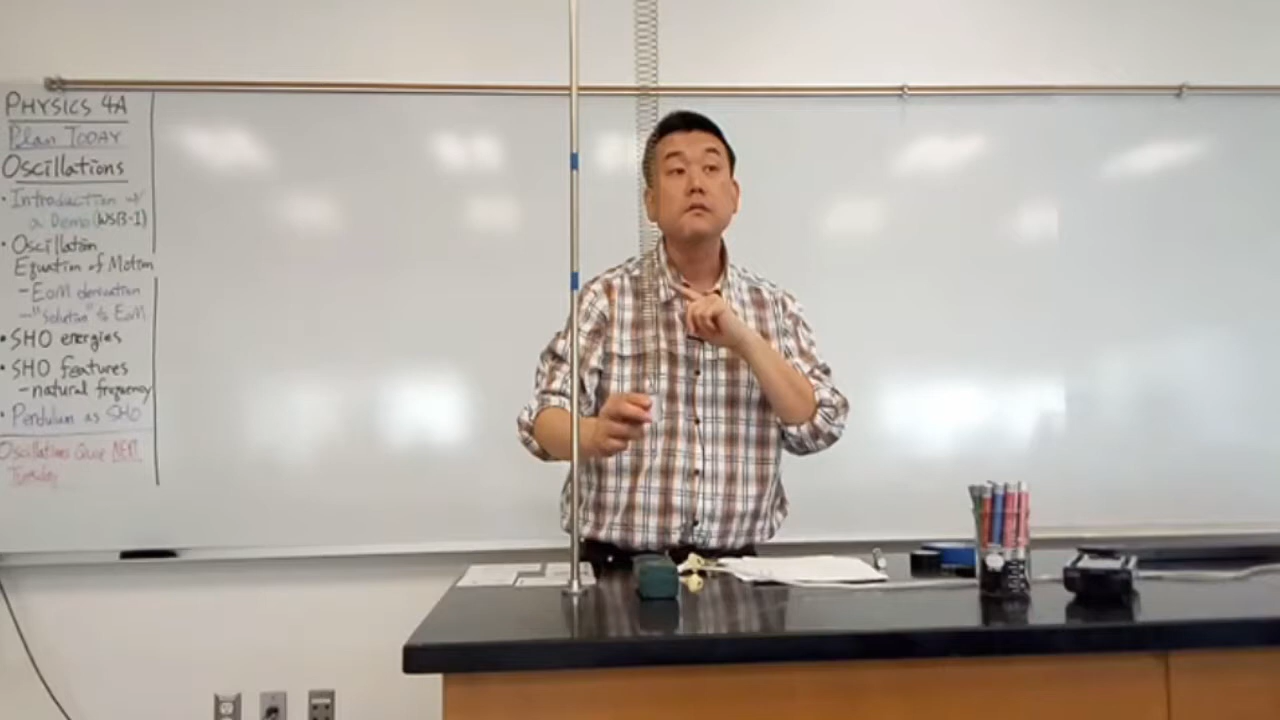 PHYSICS 4A
Plan TODAY
Oscillations
• Introduction w/
a Demo (WS13-1)
• Oscillation
Equation of Motion
- EoM derivation
- "Solution" to EoM
• SHO energies
• SHO features
- natural frequency
• Pendulum as SHO
Oscillations Quiz NEXT
Tuesday